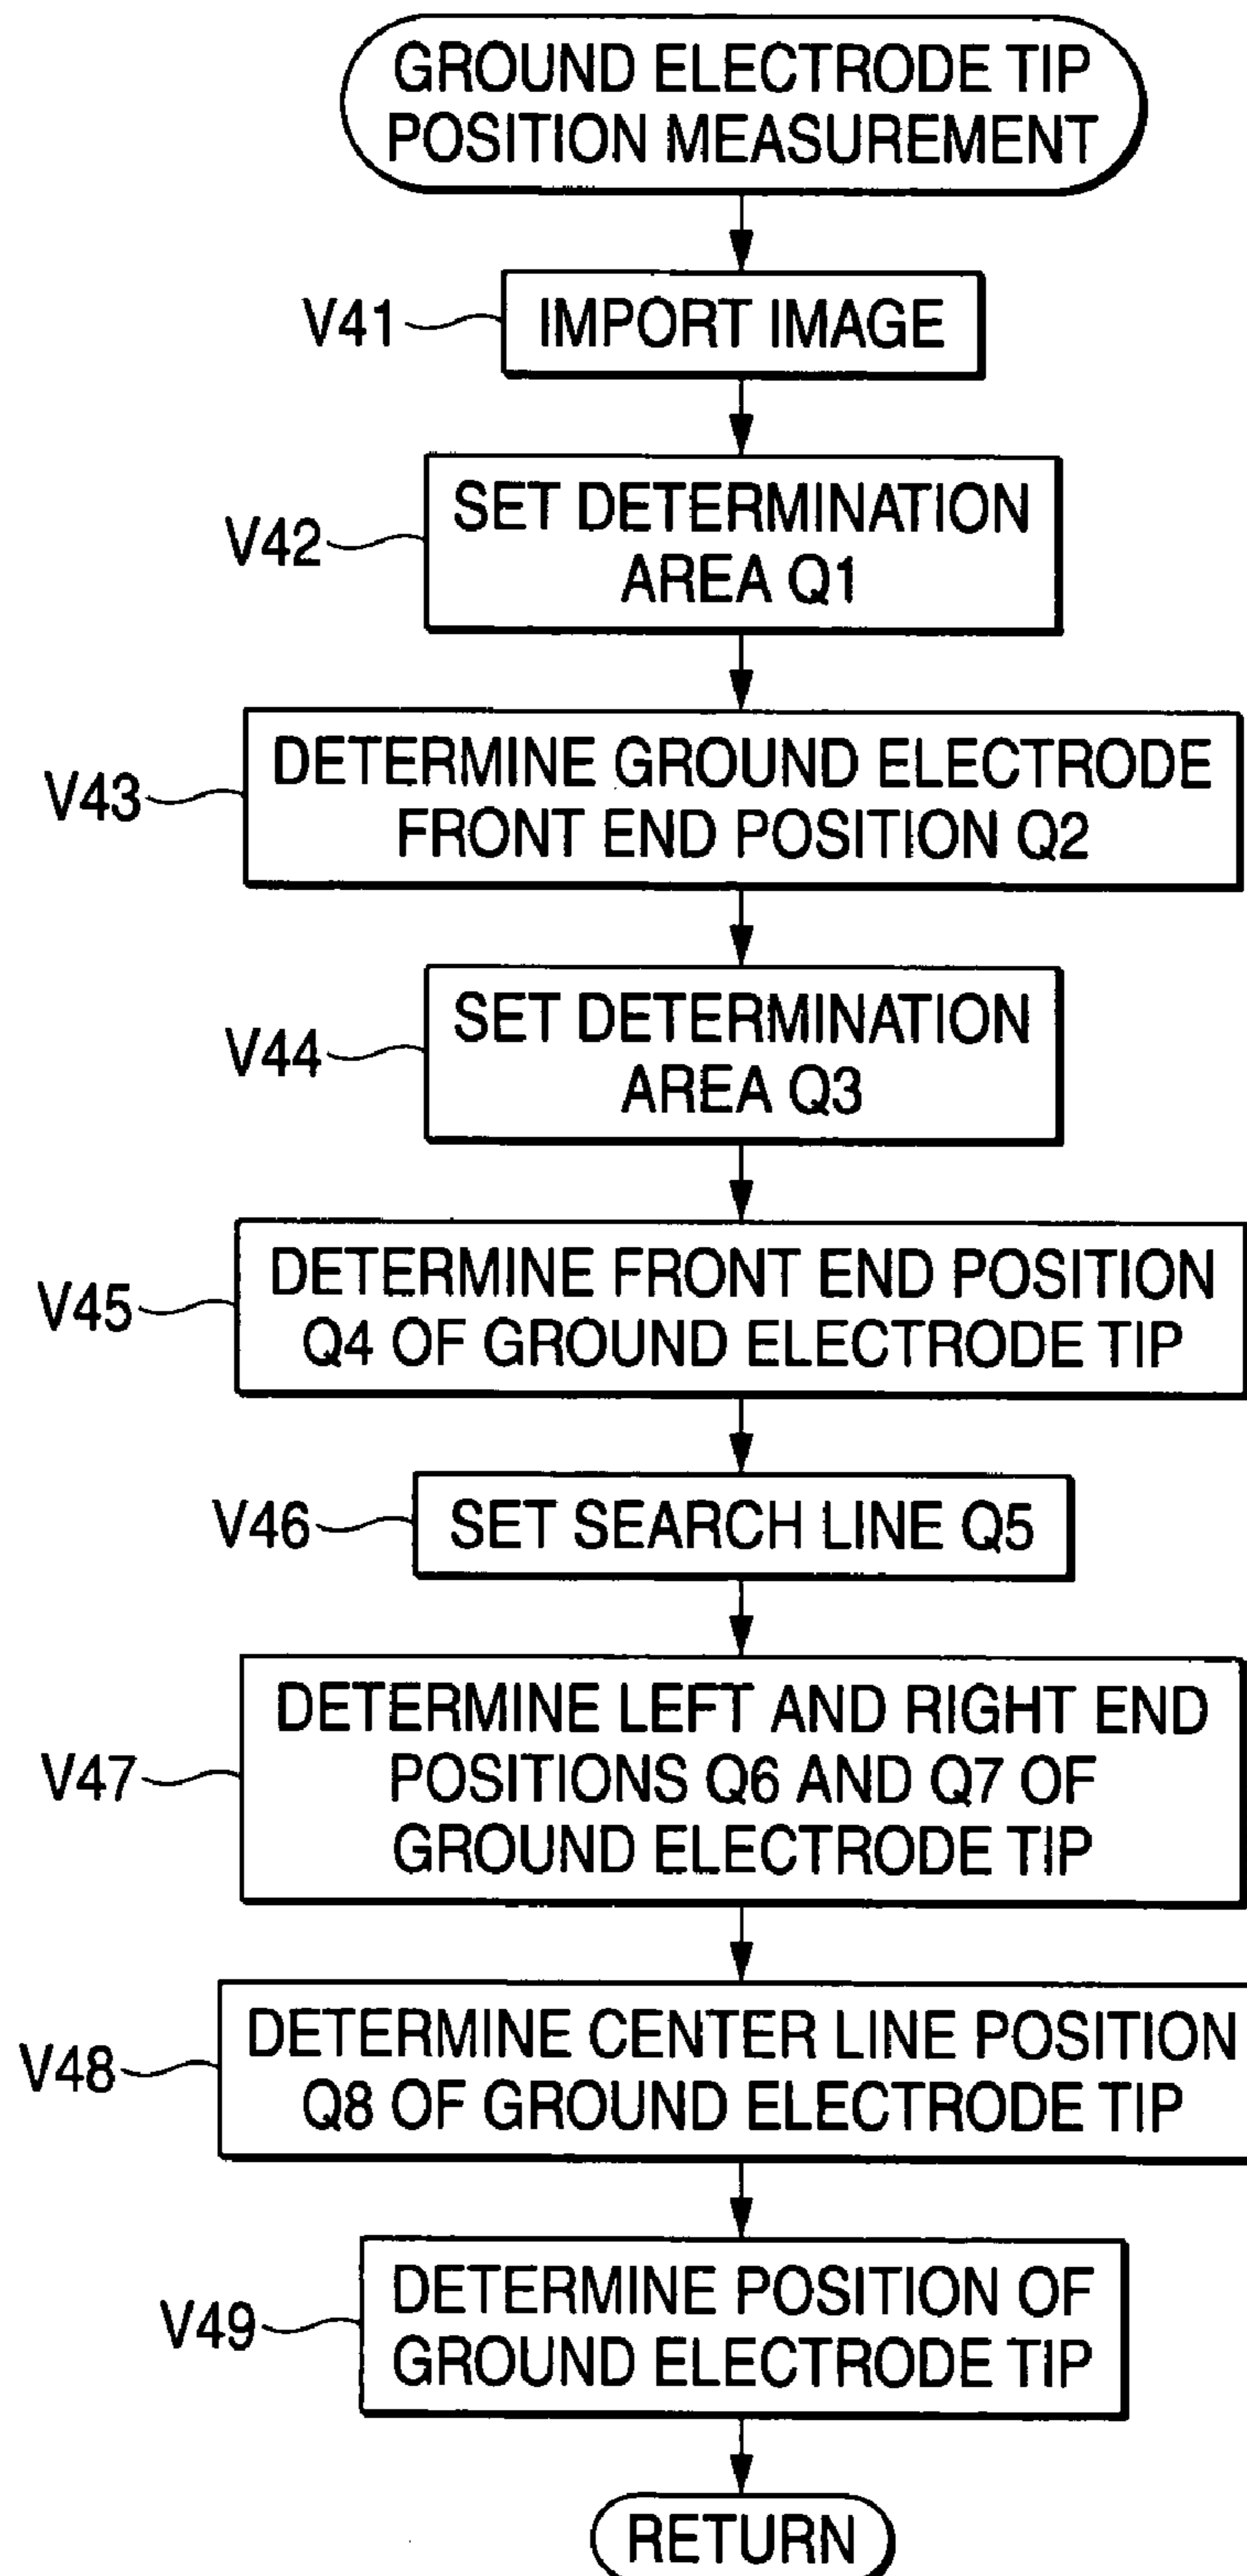 GROUND ELECTRODE TIP
POSITION MEASUREMENT
V41
IMPORT IMAGE
V42
SET DETERMINATION
AREA Q1
V43
DETERMINE GROUND ELECTRODE
FRONT END POSITION Q2
V44
SET DETERMINATION
AREA Q3
V45
DETERMINE FRONT END POSITION
Q4 OF GROUND ELECTRODE TIP
V46
SET SEARCH LINE Q5
V47
DETERMINE LEFT AND RIGHT END
POSITIONS Q6 AND Q7 OF
GROUND ELECTRODE TIP
V48
DETERMINE CENTER LINE POSITION
Q8 OF GROUND ELECTRODE TIP
V49
DETERMINE POSITION OF
GROUND ELECTRODE TIP
RETURN